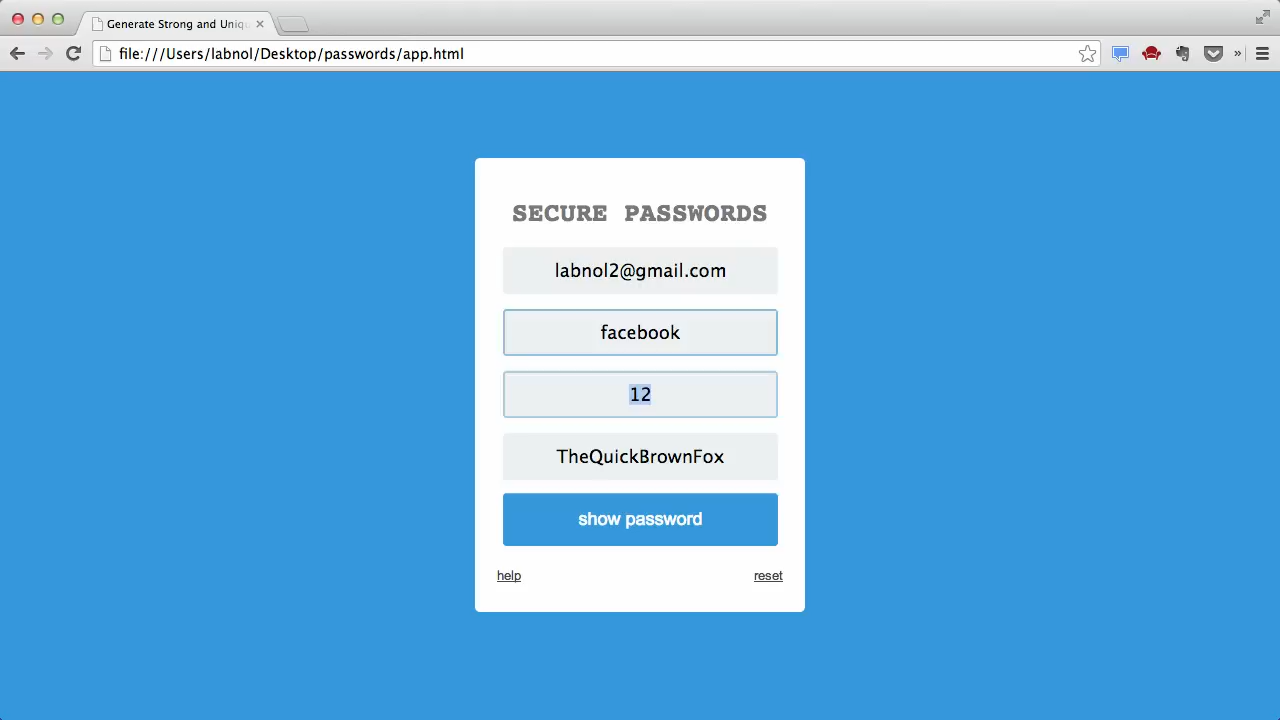 Generate Strong and Uniqu
file:///Users/labnol/Desktop/passwords/app.html
SECURE PASSWORDS
labnol2@gmail.com
facebook
12
TheQuickBrownFox
show password
help
reset